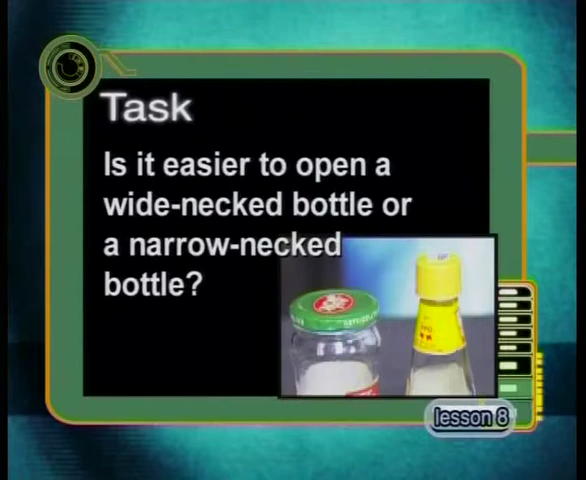 Task
Is it easier to open a
wide-necked bottle or
a narrow-necked
bottle?
lesson 8